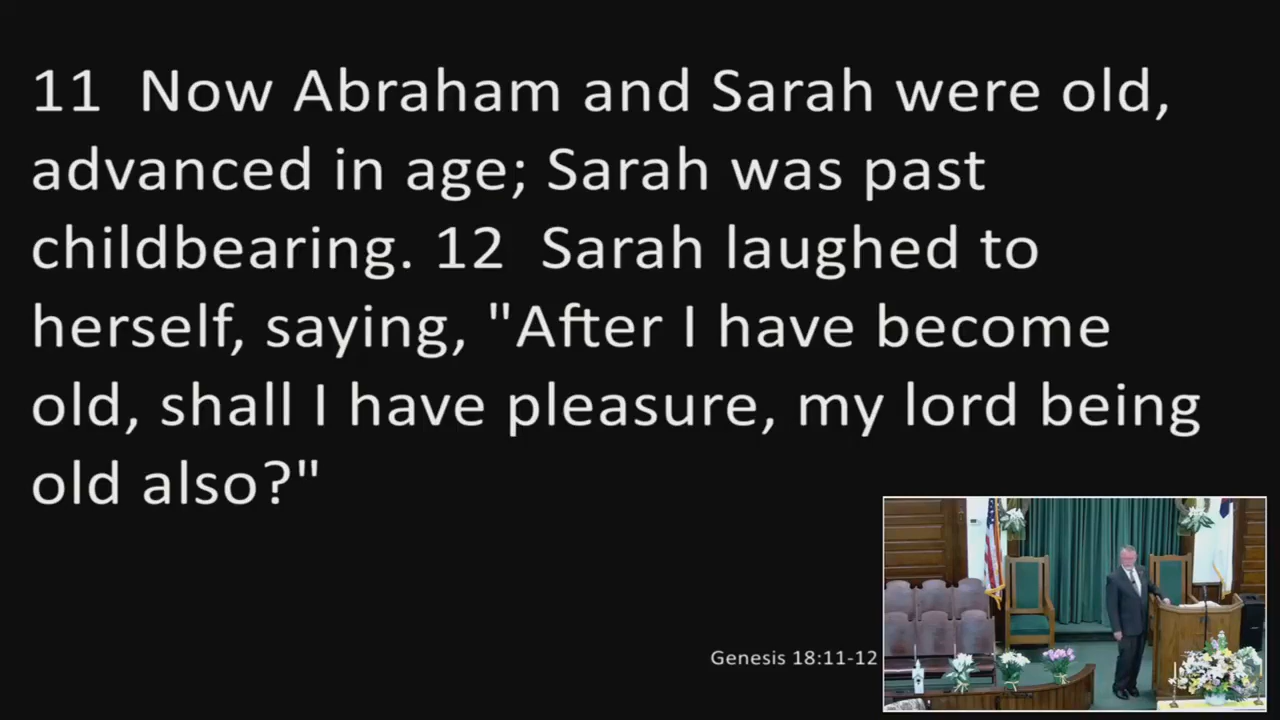 11  Now Abraham and Sarah were old,
advanced in age; Sarah was past
childbearing. 12  Sarah laughed to
herself, saying, "After I have become
old, shall I have pleasure, my lord being
old also?"
Genesis 18:11-12